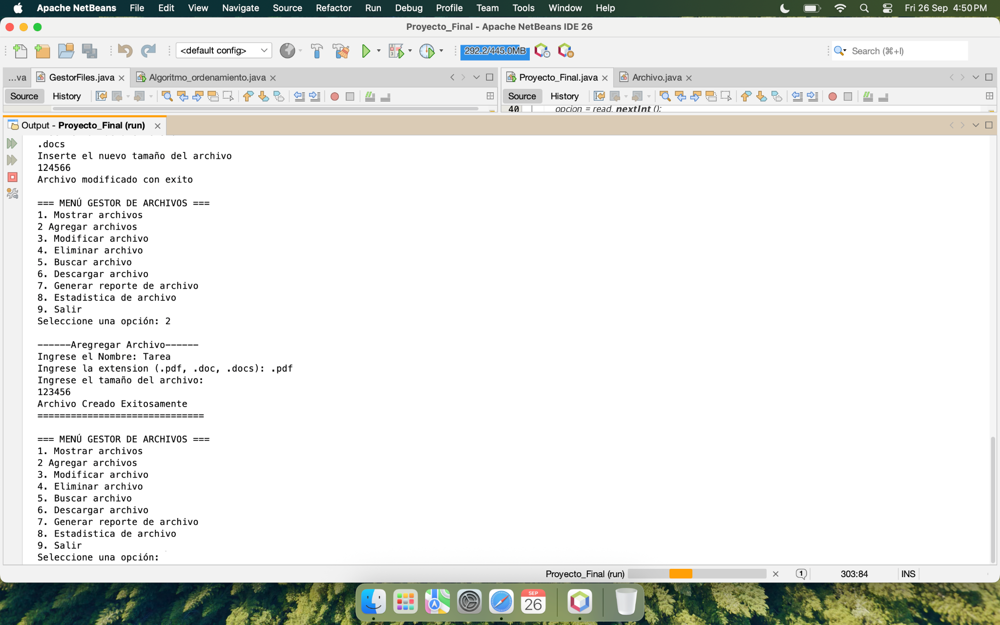 Apache NetBeans File Edit View Navigate Source Refactor Run Debug Profile Team Tools Window Help Fri 26 Sep 4:50 PM
Proyecto_Final - Apache NetBeans IDE 26
<default config> 292.2/445.0MB Search (⌘+I)
...va GestorFiles.java Algoritmo_ordenamiento.java Proyecto_Final.java Archivo.java
Source History Source History
40 opcion = read. nextInt ();
Output - Proyecto_Final (run)
.docs
Inserte el nuevo tamaño del archivo
124566
Archivo modificado con exito
=== MENÚ GESTOR DE ARCHIVOS ===
1. Mostrar archivos
2 Agregar archivos
3. Modificar archivo
4. Eliminar archivo
5. Buscar archivo
6. Descargar archivo
7. Generar reporte de archivo
8. Estadistica de archivo
9. Salir
Seleccione una opción: 2
------Aregregar Archivo------
Ingrese el Nombre: Tarea
Ingrese la extension (.pdf, .doc, .docs): .pdf
Ingrese el tamaño del archivo:
123456
Archivo Creado Exitosamente
==============================
=== MENÚ GESTOR DE ARCHIVOS ===
1. Mostrar archivos
2 Agregar archivos
3. Modificar archivo
4. Eliminar archivo
5. Buscar archivo
6. Descargar archivo
7. Generar reporte de archivo
8. Estadistica de archivo
9. Salir
Seleccione una opción:
Proyecto_Final (run) 1 303:84 INS
SEP
26